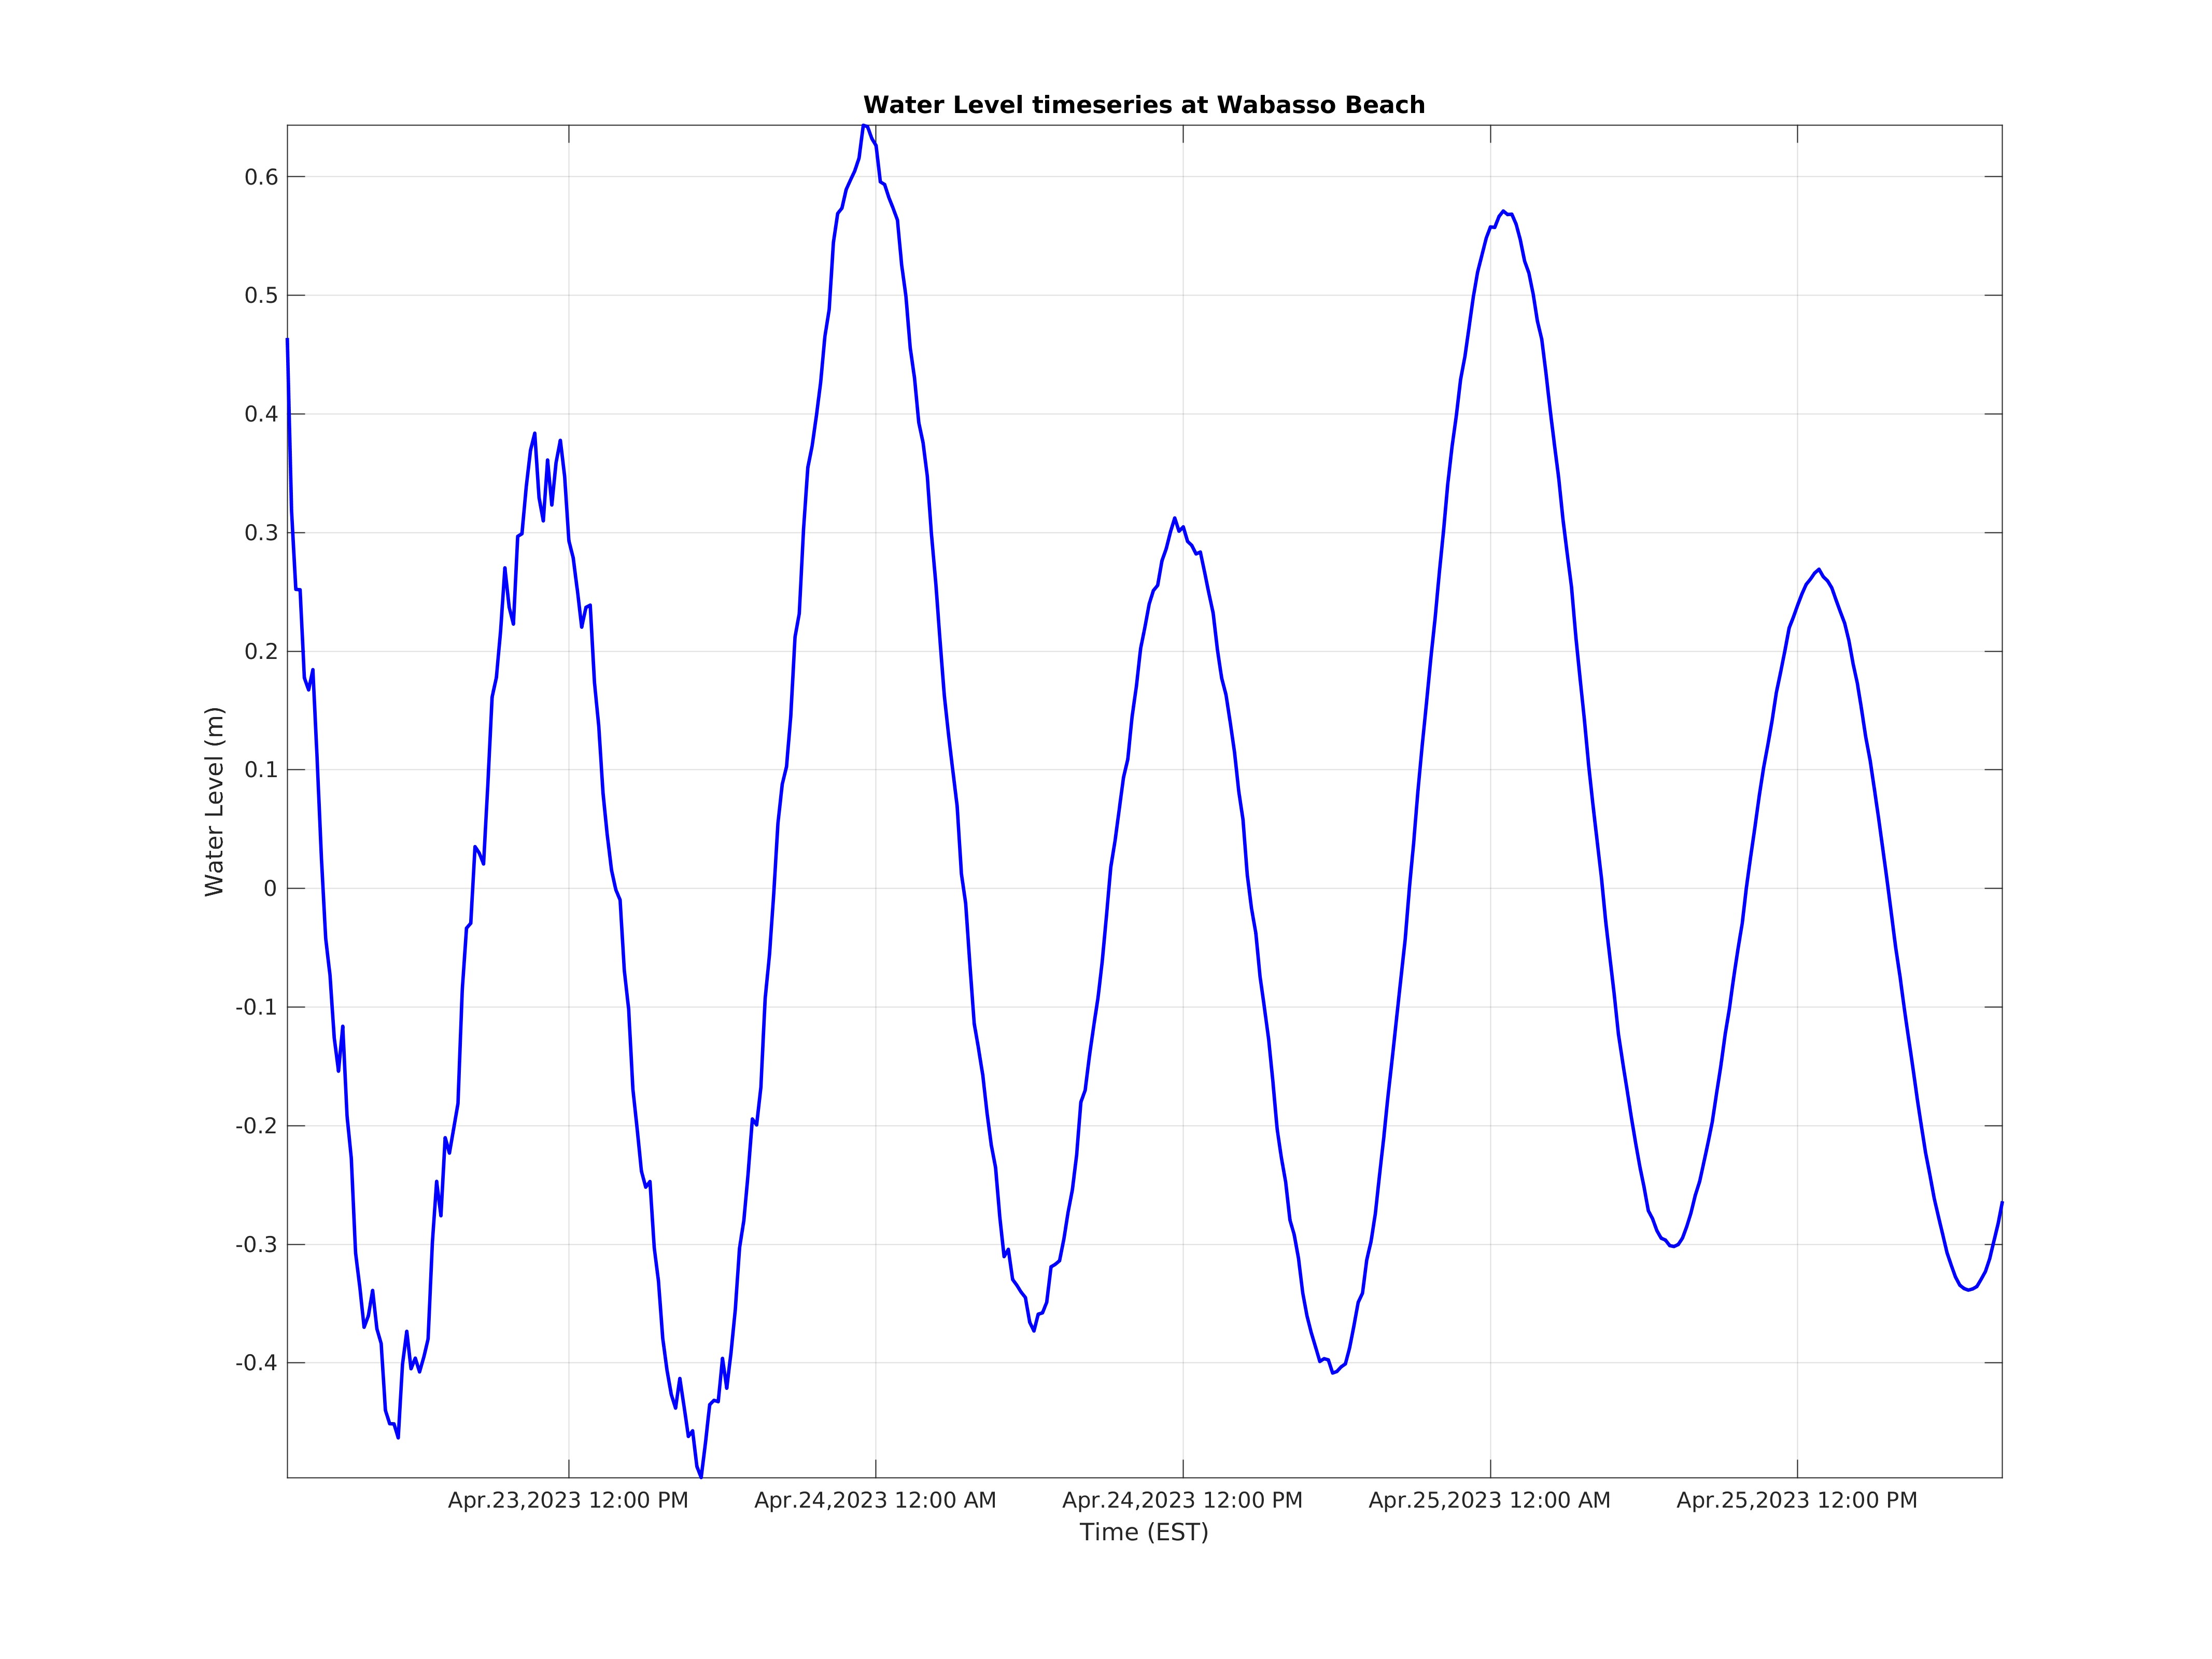 Water Level timeseries at Wabasso Beach
0.6
0.5
0.4
0.3
0.2
0.1
0
-0.1
-0.2
-0.3
-0.4
Water Level (m)
Apr.23,2023 12:00 PM
Apr.24,2023 12:00 AM
Apr.24,2023 12:00 PM
Apr.25,2023 12:00 AM
Apr.25,2023 12:00 PM
Time (EST)